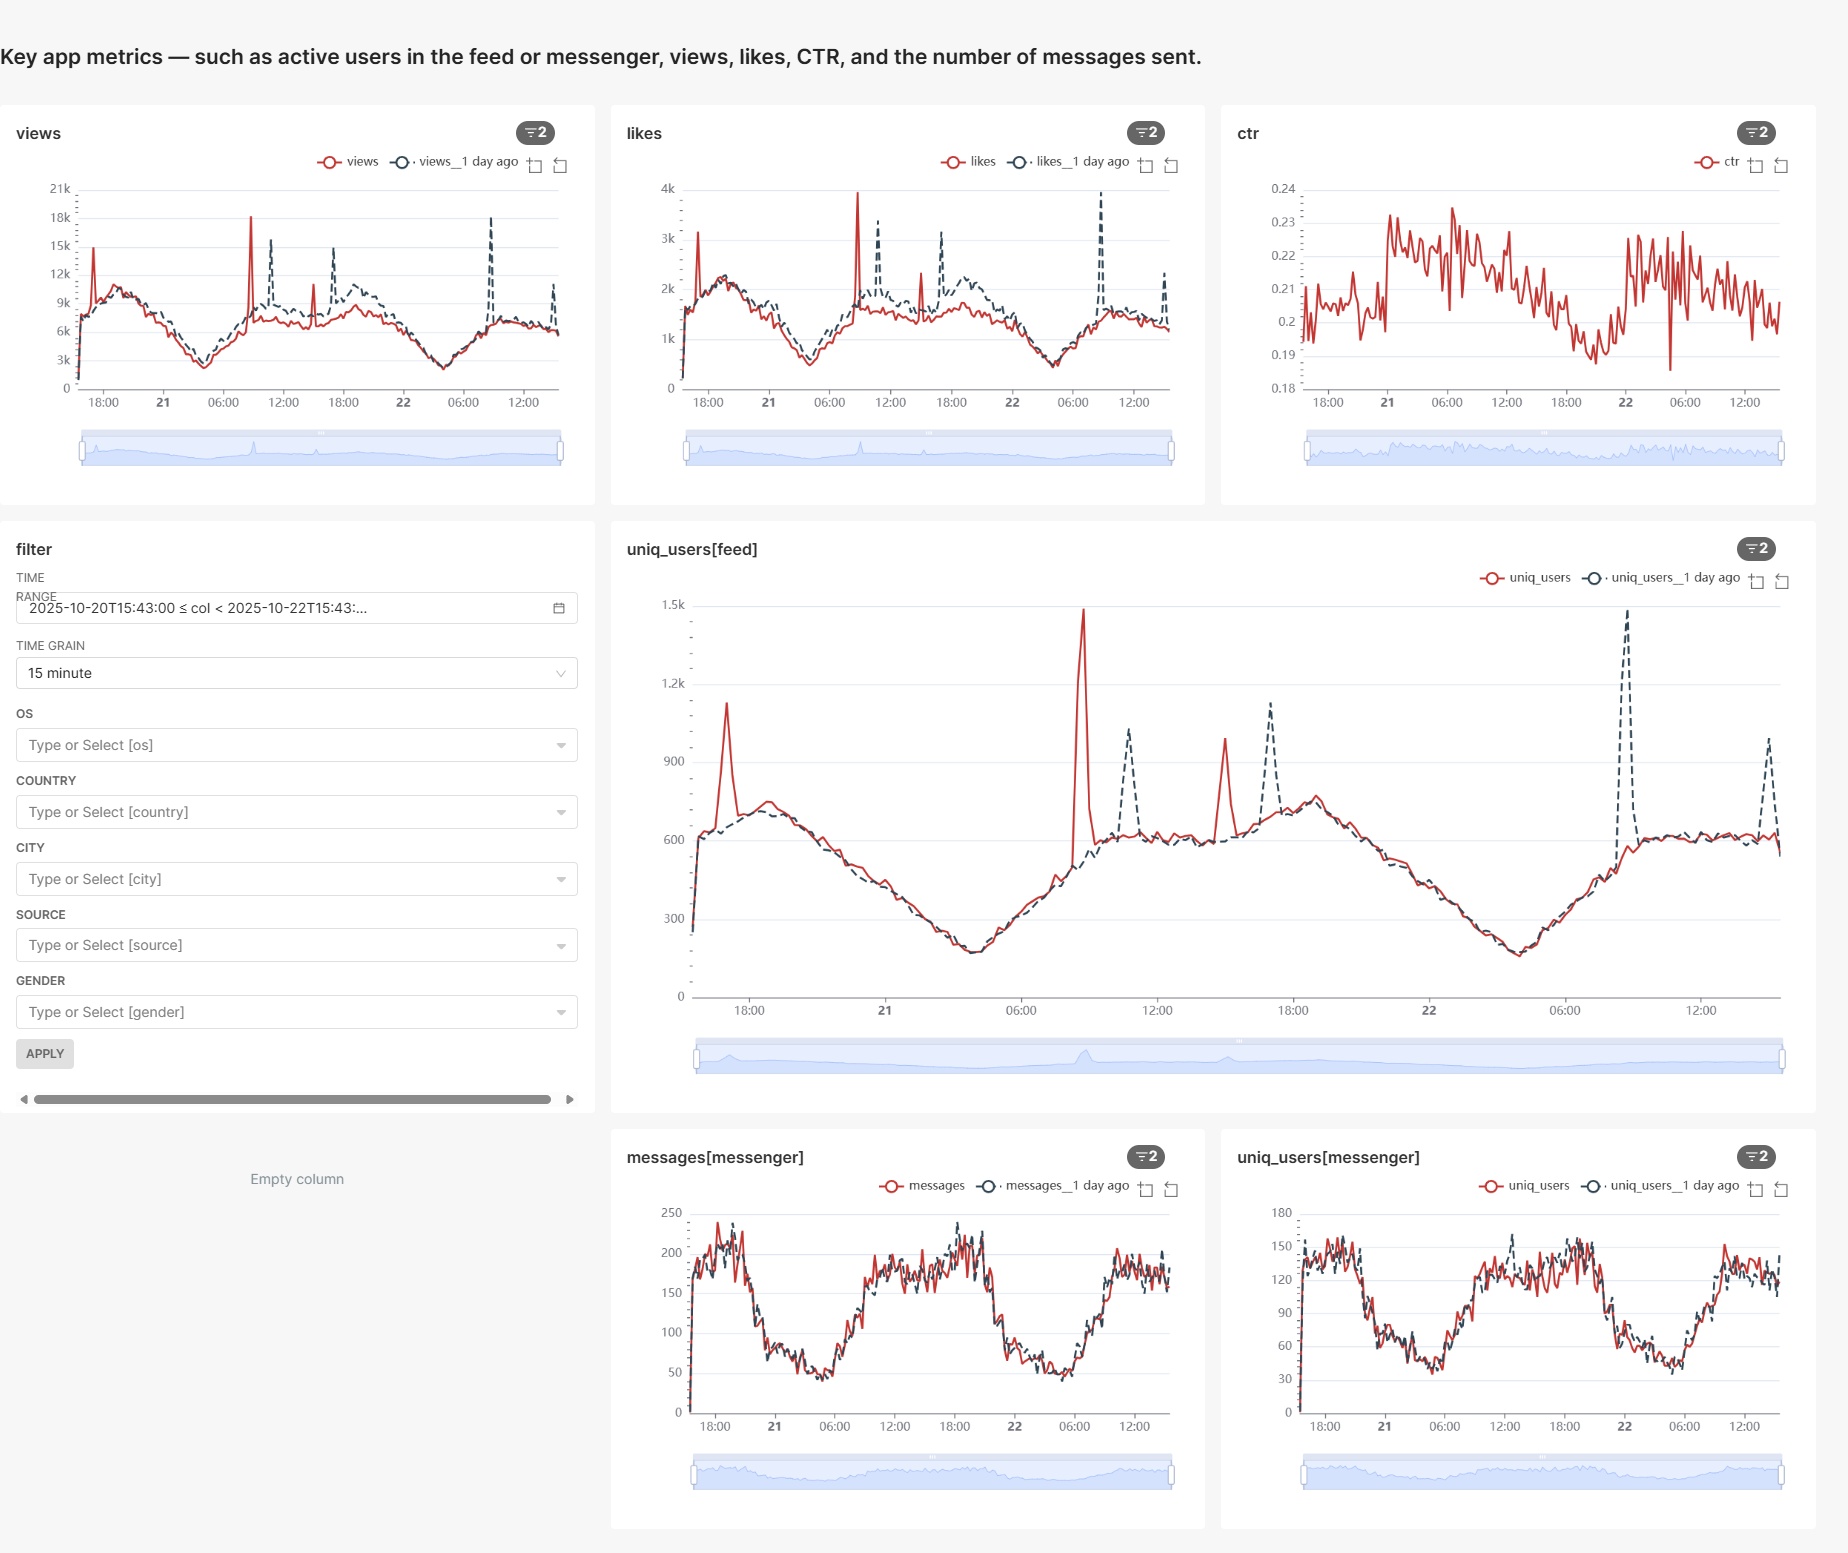 Key app metrics — such as active users in the feed or messenger, views, likes, CTR, and the number of messages sent.
views
2
views
views__1 day ago
21k
18k
15k
12k
9k
6k
3k
0
18:00 21 06:00 12:00 18:00 22 06:00 12:00
likes
2
likes
likes__1 day ago
4k
3k
2k
1k
0
18:00 21 06:00 12:00 18:00 22 06:00 12:00
ctr
2
ctr
0.24
0.23
0.22
0.21
0.2
0.19
0.18
18:00 21 06:00 12:00 18:00 22 06:00 12:00
filter
TIME
RANGE
2025-10-20T15:43:00 ≤ col < 2025-10-22T15:43:...
TIME GRAIN
15 minute
OS
Type or Select [os]
COUNTRY
Type or Select [country]
CITY
Type or Select [city]
SOURCE
Type or Select [source]
GENDER
Type or Select [gender]
APPLY
uniq_users[feed]
2
uniq_users
uniq_users__1 day ago
1.5k
1.2k
900
600
300
0
18:00 21 06:00 12:00 18:00 22 06:00 12:00
Empty column
messages[messenger]
2
messages
messages__1 day ago
250
200
150
100
50
0
18:00 21 06:00 12:00 18:00 22 06:00 12:00
uniq_users[messenger]
2
uniq_users
uniq_users__1 day ago
180
150
120
90
60
30
0
18:00 21 06:00 12:00 18:00 22 06:00 12:00